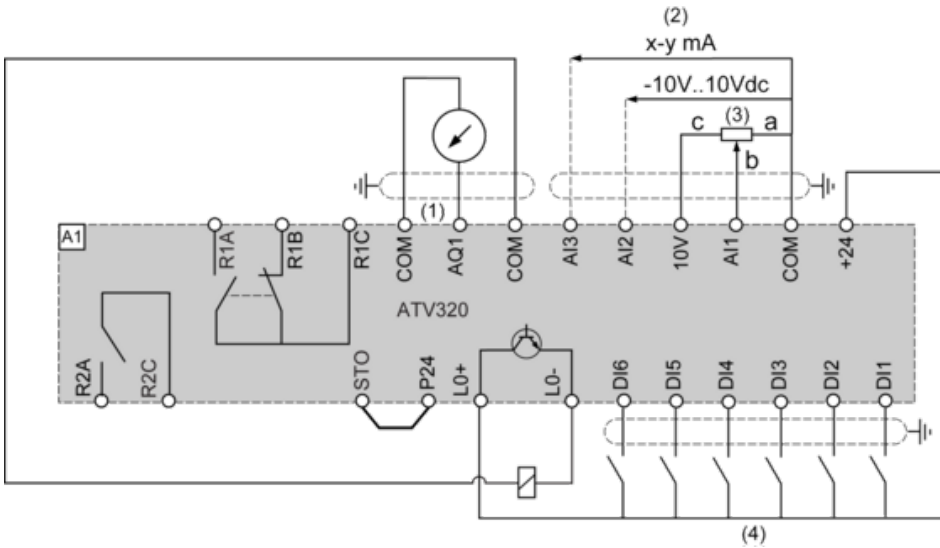 (2)
x-y mA
-10V..10Vdc
c
(3)
a
b
(1)
A1
R1A
R1B
R1C
COM
AQ1
COM
AI3
AI2
10V
AI1
COM
+24
ATV320
R2A
R2C
STO
P24
L0+
L0-
DI6
DI5
DI4
DI3
DI2
DI1
(4)